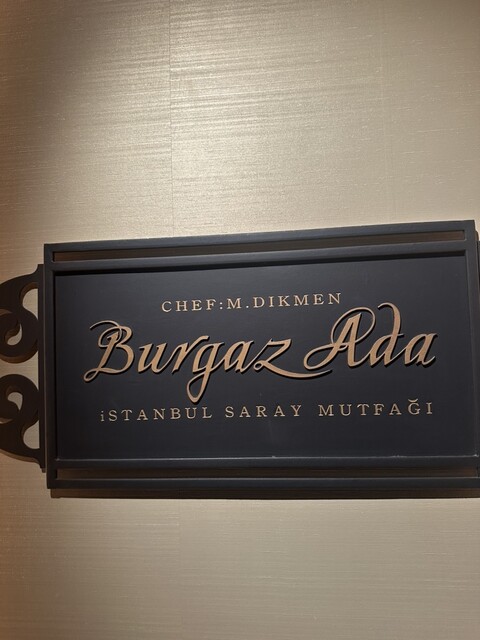 CHEF:M.DIKMEN
Burgaz Ada
iSTANBUL SARAY MUTFAĞI